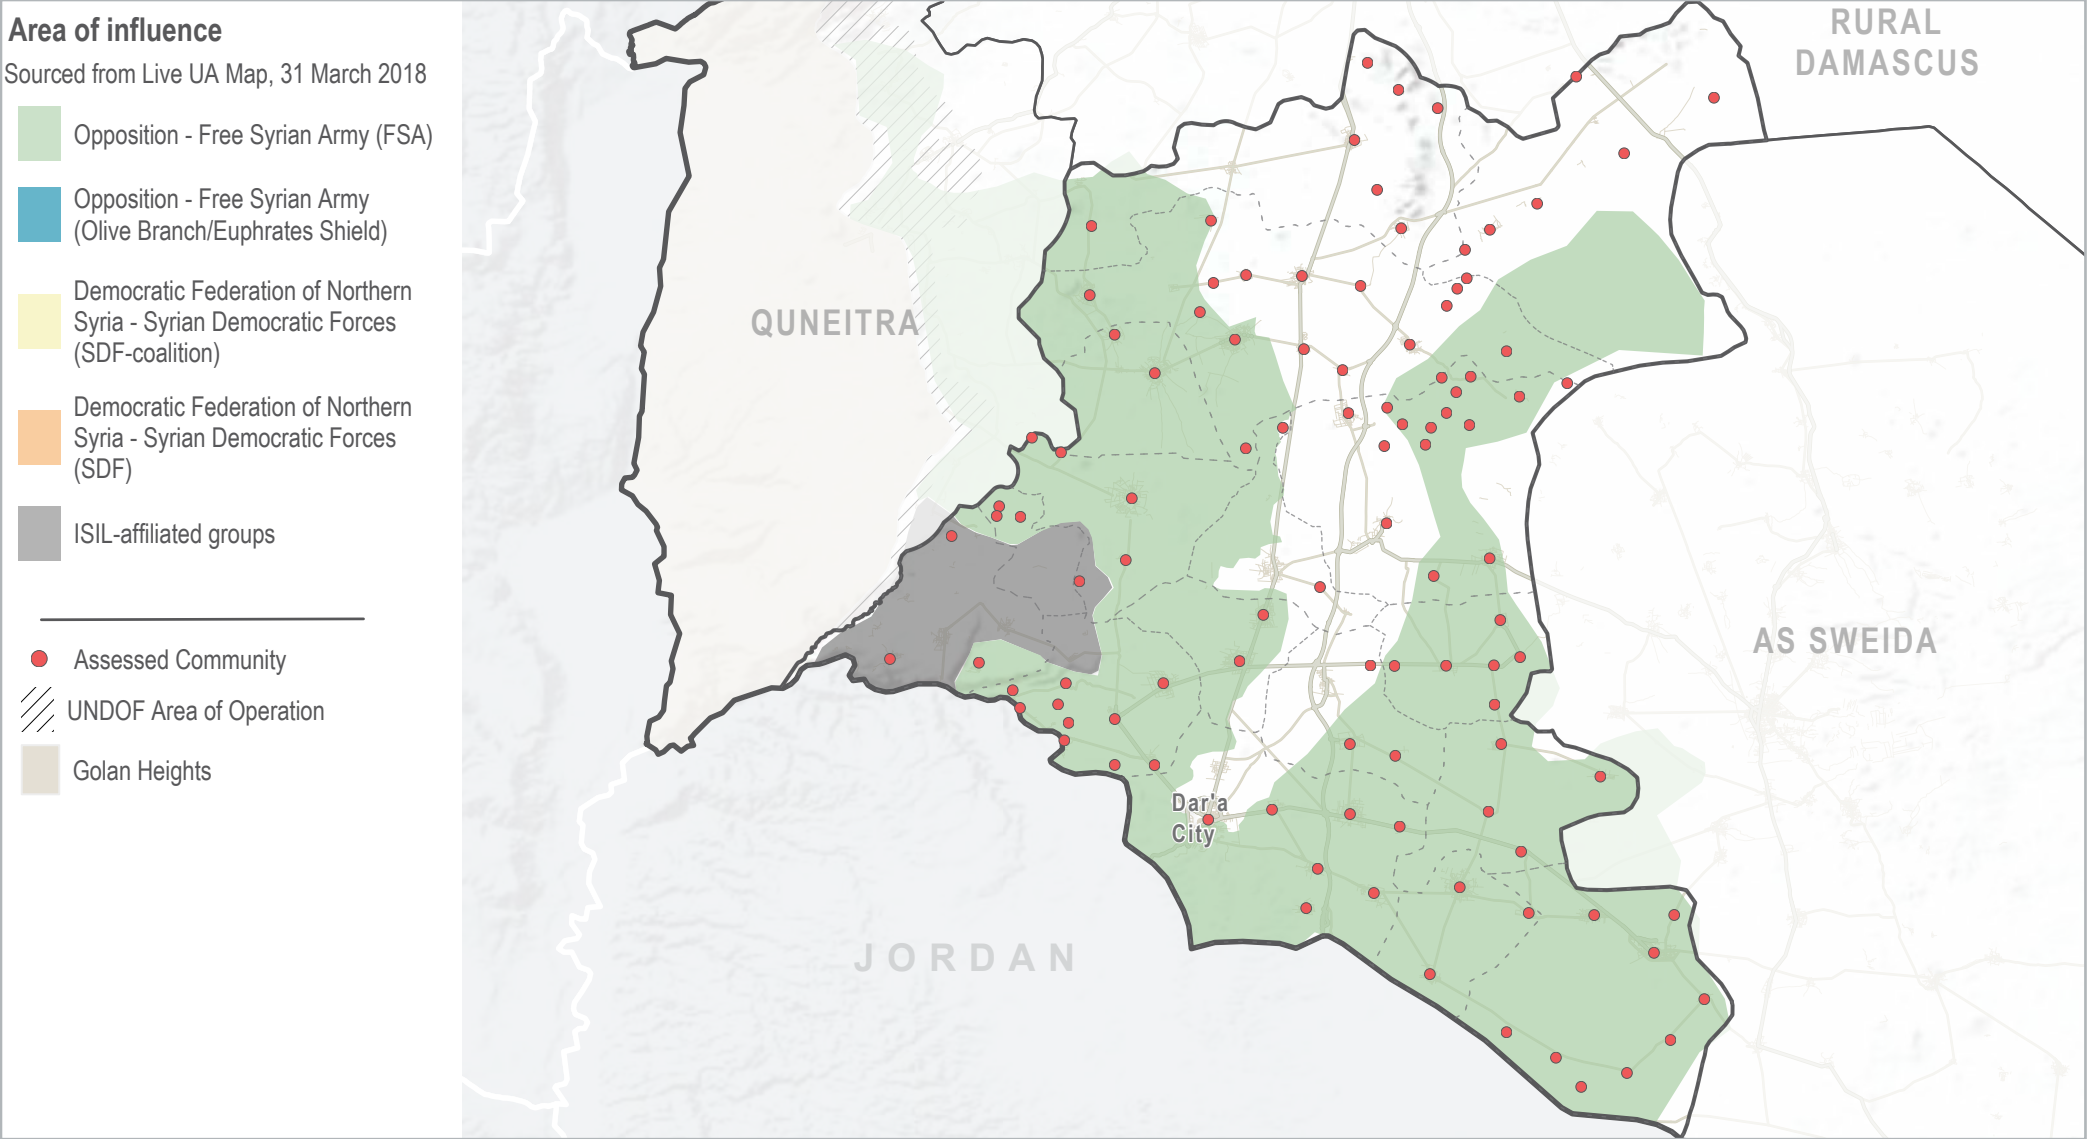 Area of influence
Sourced from Live UA Map, 31 March 2018
Opposition - Free Syrian Army (FSA)
Opposition - Free Syrian Army
(Olive Branch/Euphrates Shield)
Democratic Federation of Northern
Syria - Syrian Democratic Forces
(SDF-coalition)
Democratic Federation of Northern
Syria - Syrian Democratic Forces
(SDF)
ISIL-affiliated groups
Assessed Community
UNDOF Area of Operation
Golan Heights
RURAL
DAMASCUS
QUNEITRA
AS SWEIDA
Dar'a
City
JORDAN